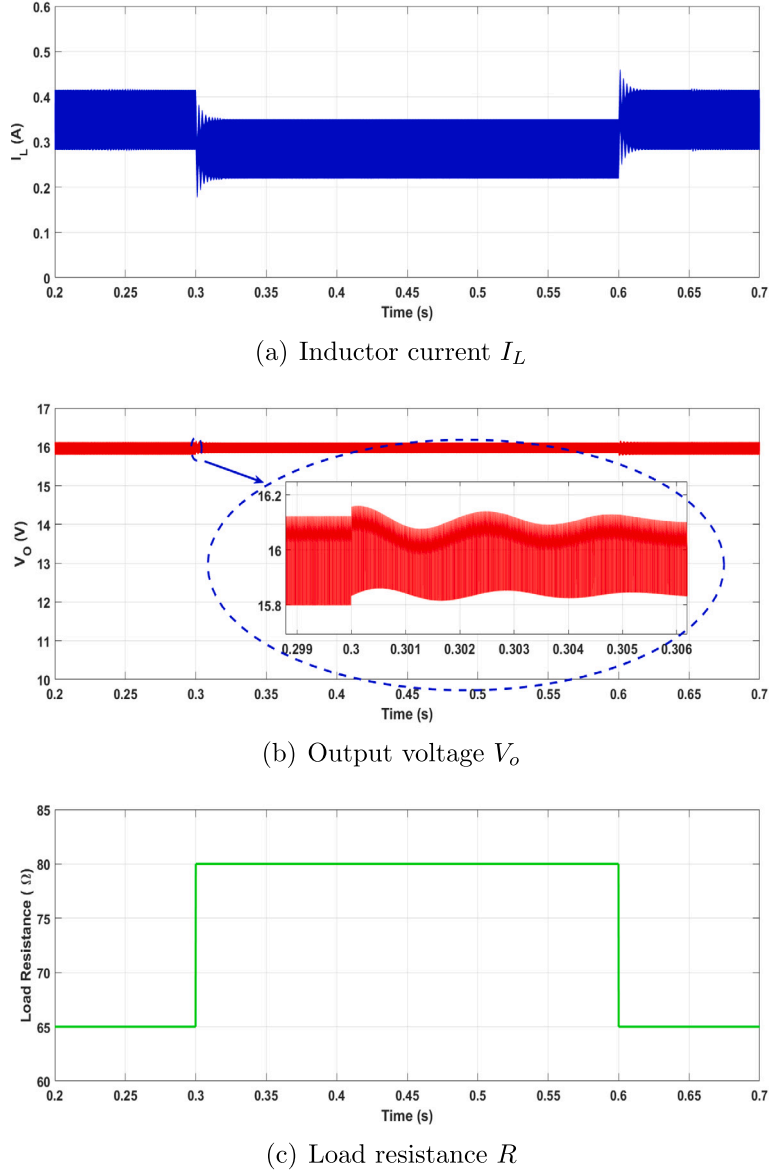 0.6
0.5
0.4
0.3
0.2
0.1
0
I_L (A)
0.2 0.25 0.3 0.35 0.4 0.45 0.5 0.55 0.6 0.65 0.7
Time (s)
(a) Inductor current I_L
17
16
15
14
13
12
11
10
V_O (V)
16.2
16
15.8
0.299 0.3 0.301 0.302 0.303 0.304 0.305 0.306
0.2 0.25 0.3 0.35 0.4 0.45 0.5 0.55 0.6 0.65 0.7
Time (s)
(b) Output voltage V_o
85
80
75
70
65
60
Load Resistance ( Ω)
0.2 0.25 0.3 0.35 0.4 0.45 0.5 0.55 0.6 0.65 0.7
Time (s)
(c) Load resistance R